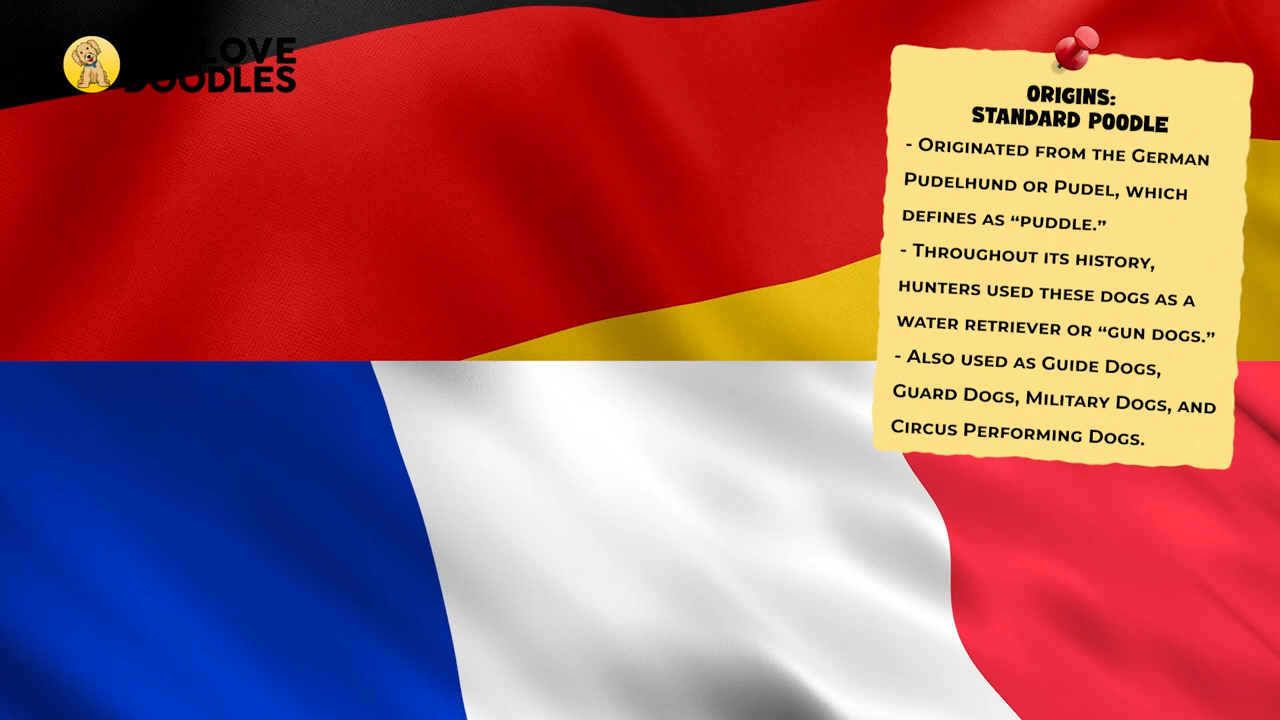 LOVE
DOODLES
ORIGINS:
STANDARD POODLE
- Originated from the German
Pudelhund or Pudel, which
defines as “puddle.”
- Throughout its history,
hunters used these dogs as a
water retriever or “gun dogs.”
- Also used as Guide Dogs,
Guard Dogs, Military Dogs, and
Circus Performing Dogs.